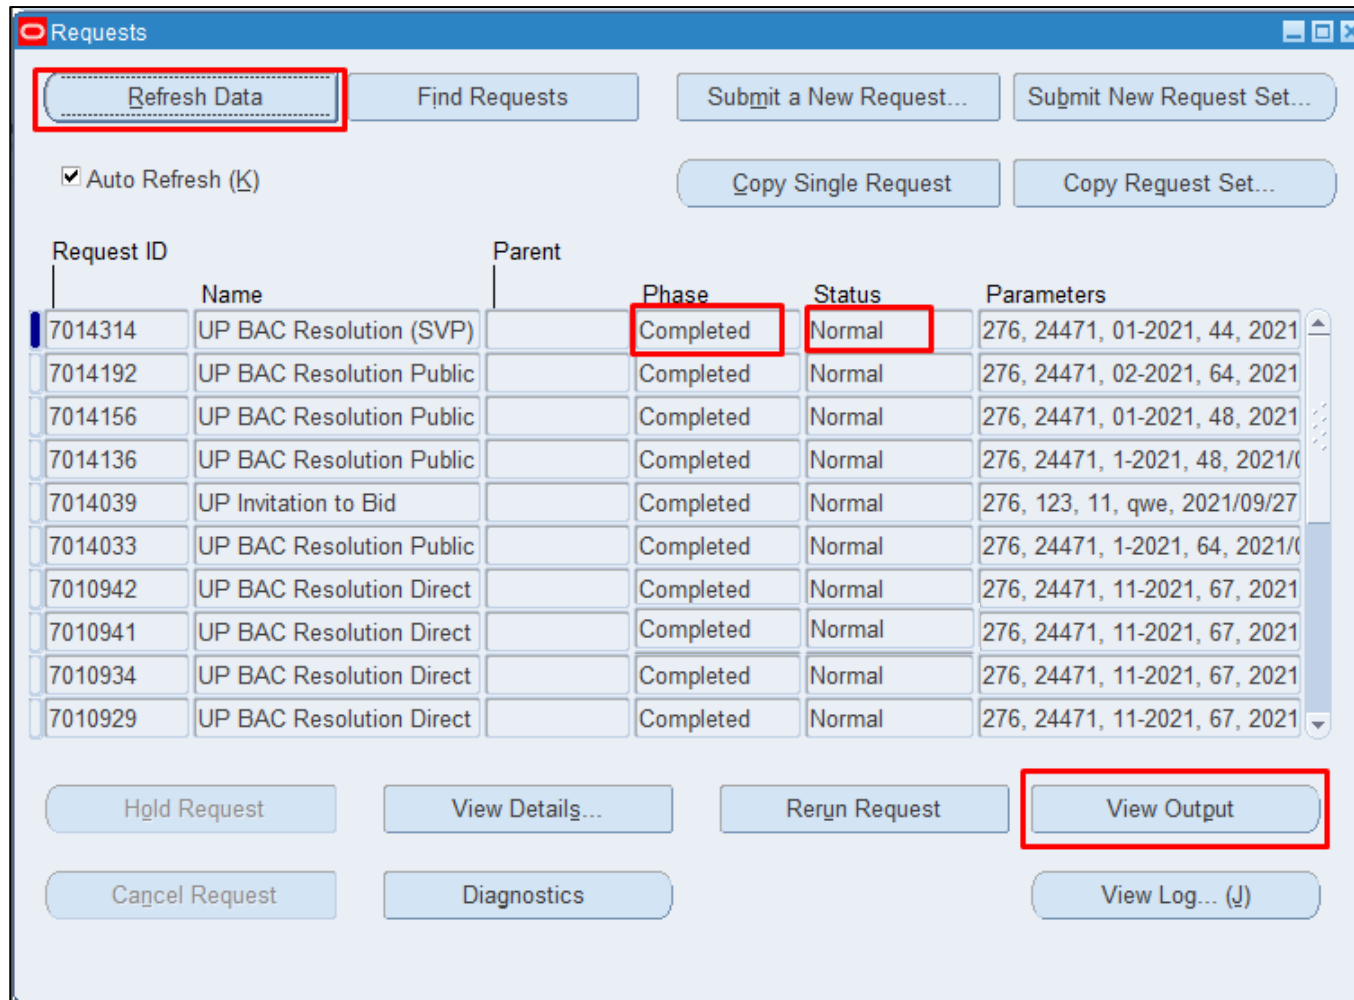 Requests
Refresh Data Find Requests Submit a New Request... Submit New Request Set...
Auto Refresh (K) Copy Single Request Copy Request Set...
Request ID Parent
Name Phase Status Parameters
7014314 UP BAC Resolution (SVP) Completed Normal 276, 24471, 01-2021, 44, 2021
7014192 UP BAC Resolution Public Completed Normal 276, 24471, 02-2021, 64, 2021
7014156 UP BAC Resolution Public Completed Normal 276, 24471, 01-2021, 48, 2021
7014136 UP BAC Resolution Public Completed Normal 276, 24471, 1-2021, 48, 2021/0
7014039 UP Invitation to Bid Completed Normal 276, 123, 11, qwe, 2021/09/27
7014033 UP BAC Resolution Public Completed Normal 276, 24471, 1-2021, 64, 2021/0
7010942 UP BAC Resolution Direct Completed Normal 276, 24471, 11-2021, 67, 2021
7010941 UP BAC Resolution Direct Completed Normal 276, 24471, 11-2021, 67, 2021
7010934 UP BAC Resolution Direct Completed Normal 276, 24471, 11-2021, 67, 2021
7010929 UP BAC Resolution Direct Completed Normal 276, 24471, 11-2021, 67, 2021
Hold Request View Details... Rerun Request View Output
Cancel Request Diagnostics View Log... (J)